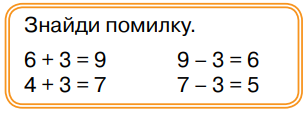 Знайди помилку.
6 + 3 = 9 9 – 3 = 6
4 + 3 = 7 7 – 3 = 5